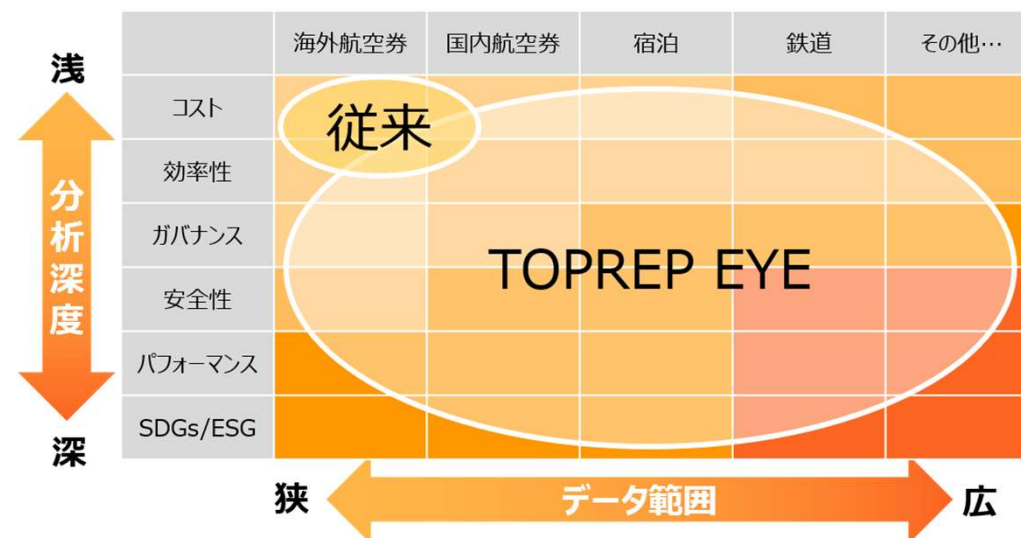 海外航空券 国内航空券 宿泊 鉄道 その他…
浅
コスト
従来
効率性
分析深度
ガバナンス
TOPREP EYE
安全性
パフォーマンス
SDGs/ESG
深
狭 データ範囲 広